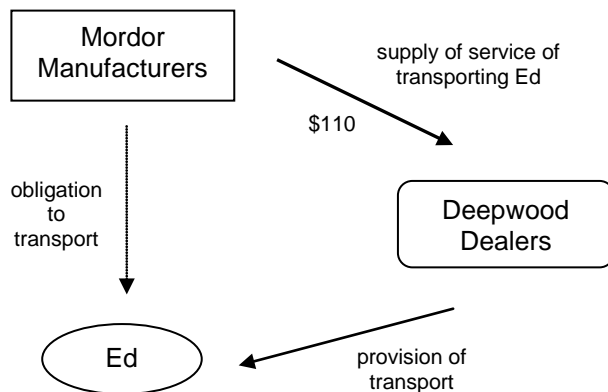 Mordor
Manufacturers
supply of service of
transporting Ed
$110
obligation
to
transport
Deepwood
Dealers
Ed
provision of
transport